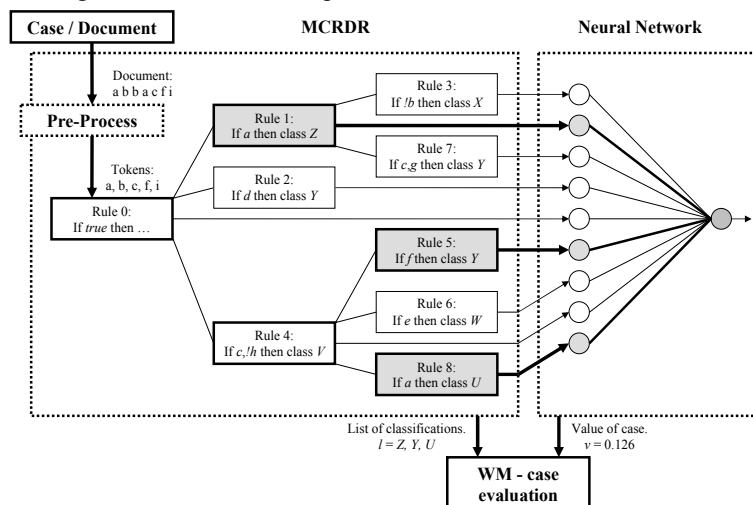 Case / Document
MCRDR
Neural Network
Document:
a b b a c f i
Pre-Process
Tokens:
a, b, c, f, i
Rule 0:
If true then ...
Rule 1:
If a then class Z
Rule 2:
If d then class Y
Rule 4:
If c,!h then class V
Rule 3:
If !b then class X
Rule 7:
If c,g then class Y
Rule 5:
If f then class Y
Rule 6:
If e then class W
Rule 8:
If a then class U
List of classifications.
l = Z, Y, U
Value of case.
v = 0.126
WM - case
evaluation